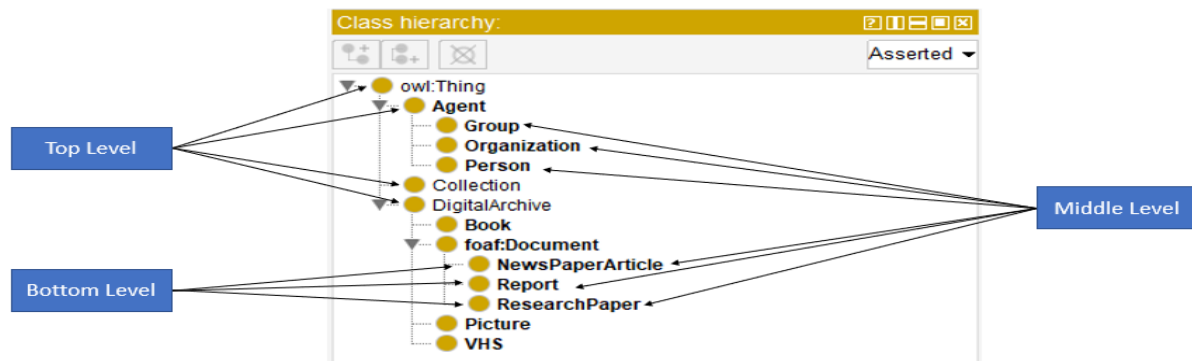 Class hierarchy:
Asserted
owl:Thing
Agent
Group
Organization
Person
Collection
DigitalArchive
Book
foaf:Document
NewsPaperArticle
Report
ResearchPaper
Picture
VHS
Top Level
Bottom Level
Middle Level